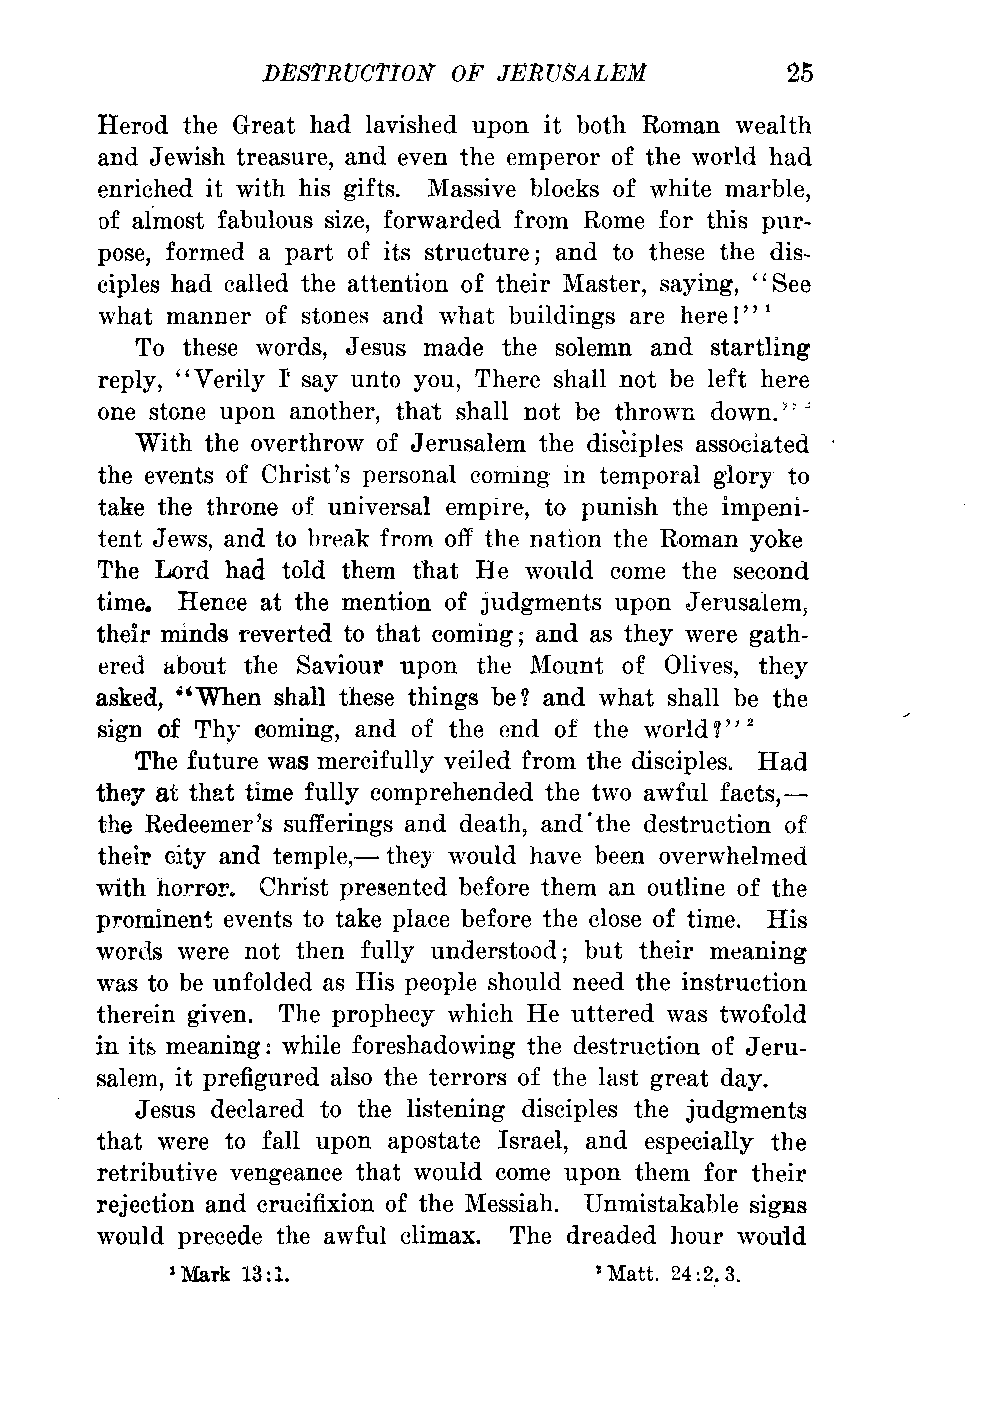 DESTRUCTION OF JERUSALEM 25
Herod the Great had lavished upon it both Roman wealth
and Jewish treasure, and even the emperor of the world had
enriched it with his gifts. Massive blocks of white marble,
of almost fabulous size, forwarded from Rome for this pur-
pose, formed a part of its structure; and to these the dis-
ciples had called the attention of their Master, saying, "See
what manner of stones and what buildings are here!" ¹
To these words, Jesus made the solemn and startling
reply, "Verily I say unto you, There shall not be left here
one stone upon another, that shall not be thrown down." ²
With the overthrow of Jerusalem the disciples associated
the events of Christ's personal coming in temporal glory to
take the throne of universal empire, to punish the impeni-
tent Jews, and to break from off the nation the Roman yoke
The Lord had told them that He would come the second
time. Hence at the mention of judgments upon Jerusalem,
their minds reverted to that coming; and as they were gath-
ered about the Saviour upon the Mount of Olives, they
asked, "When shall these things be? and what shall be the
sign of Thy coming, and of the end of the world?" ²
The future was mercifully veiled from the disciples. Had
they at that time fully comprehended the two awful facts,—
the Redeemer's sufferings and death, and the destruction of
their city and temple,— they would have been overwhelmed
with horror. Christ presented before them an outline of the
prominent events to take place before the close of time. His
words were not then fully understood; but their meaning
was to be unfolded as His people should need the instruction
therein given. The prophecy which He uttered was twofold
in its meaning: while foreshadowing the destruction of Jeru-
salem, it prefigured also the terrors of the last great day.
Jesus declared to the listening disciples the judgments
that were to fall upon apostate Israel, and especially the
retributive vengeance that would come upon them for their
rejection and crucifixion of the Messiah. Unmistakable signs
would precede the awful climax. The dreaded hour would
¹ Mark 13:1. ² Matt. 24:2, 3.